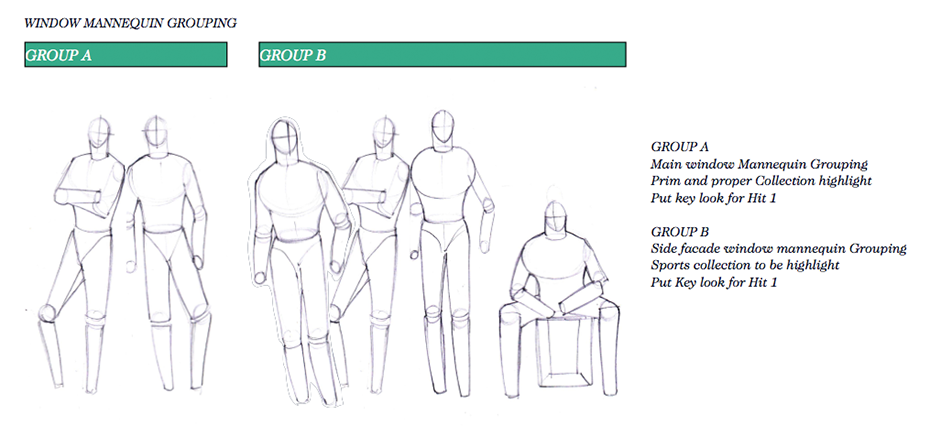 WINDOW MANNEQUIN GROUPING
GROUP A
GROUP B
GROUP A
Main window Mannequin Grouping
Prim and proper Collection highlight
Put key look for Hit 1
GROUP B
Side facade window mannequin Grouping
Sports collection to be highlight
Put Key look for Hit 1